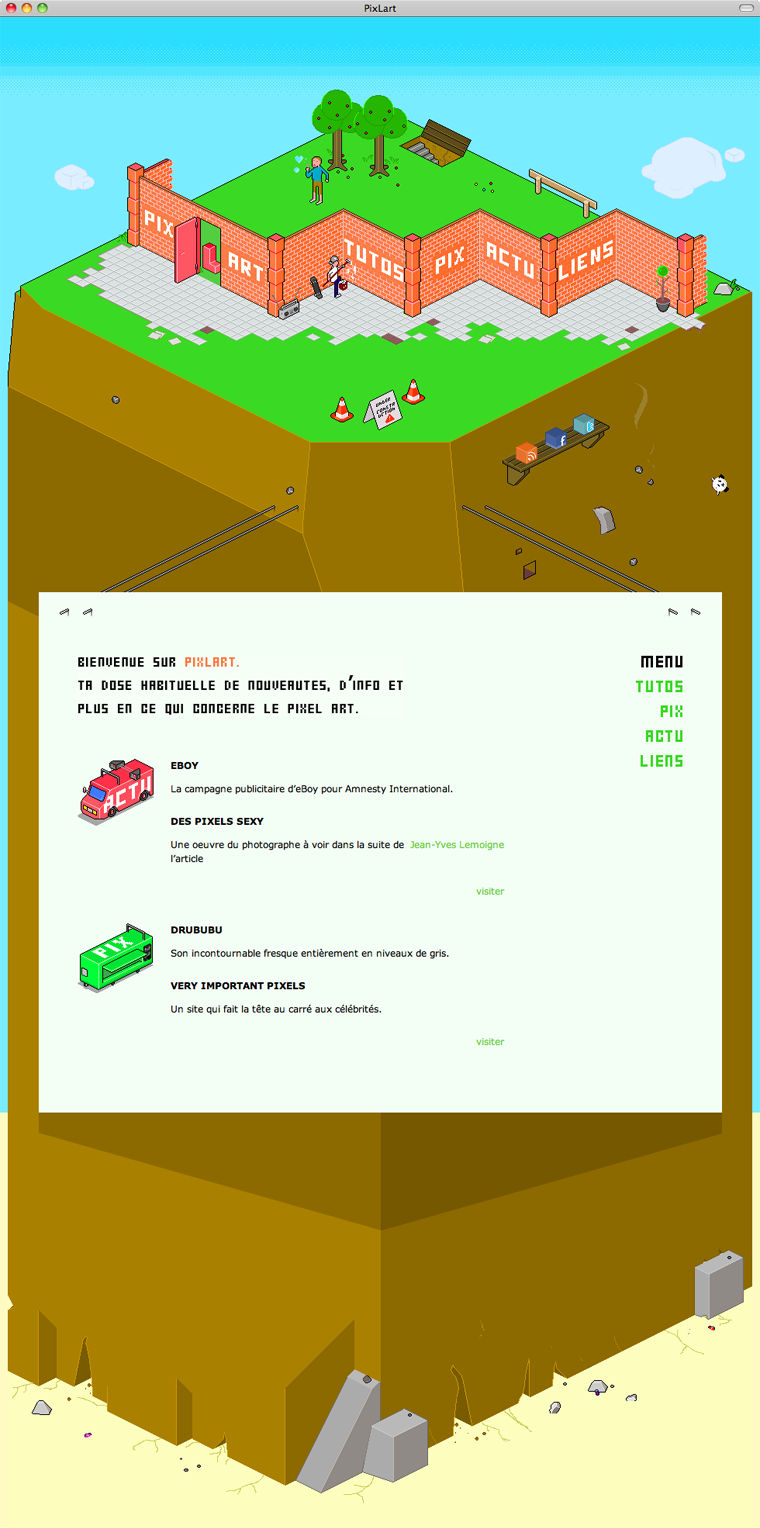 PixLart
PIX
ART
TUTOS
PIX
ACTU
LIENS
UNDER
CONSTR
UCTION
f
BIENVENUE SUR PIXLART.
TA DOSE HABITUELLE DE NOUVEAUTES, D'INFO ET
PLUS EN CE QUI CONCERNE LE PIXEL ART.
MENU
TUTOS
PIX
ACTU
LIENS
ACTU
EBOY
La campagne publicitaire d'eBoy pour Amnesty International.
DES PIXELS SEXY
Une oeuvre du photographe à voir dans la suite de Jean-Yves Lemoigne
l'article
visiter
PIX
DRUBUBU
Son incontournable fresque entièrement en niveaux de gris.
VERY IMPORTANT PIXELS
Un site qui fait la tête au carré aux célébrités.
visiter